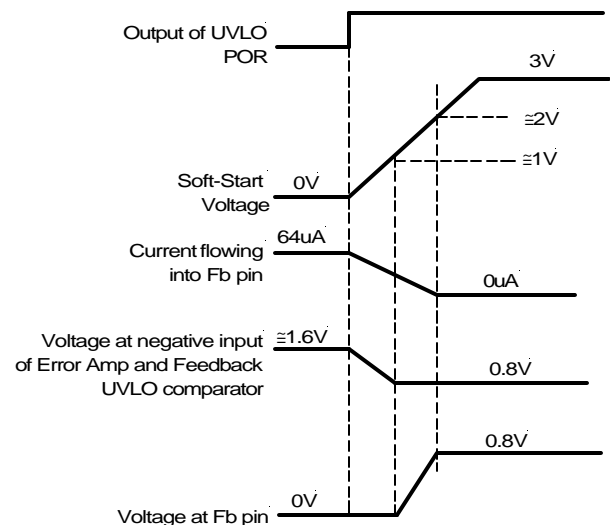 Output of UVLO
POR
3V
≅2V
≅1V
Soft-Start
Voltage
0V
64uA
Current flowing
into Fb pin
0uA
≅1.6V
Voltage at negative input
of Error Amp and Feedback
UVLO comparator
0.8V
0.8V
0V
Voltage at Fb pin